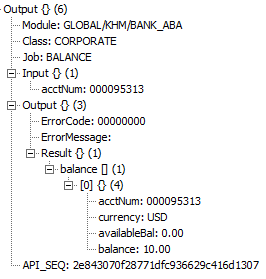 Output {} (6)
Module: GLOBAL/KHM/BANK_ABA
Class: CORPORATE
Job: BALANCE
Input {} (1)
acctNum: 000095313
Output {} (3)
ErrorCode: 00000000
ErrorMessage:
Result {} (1)
balance [] (1)
[0] {} (4)
acctNum: 000095313
currency: USD
availableBal: 0.00
balance: 10.00
API_SEQ: 2e843070f28771dfc936629c416d1307